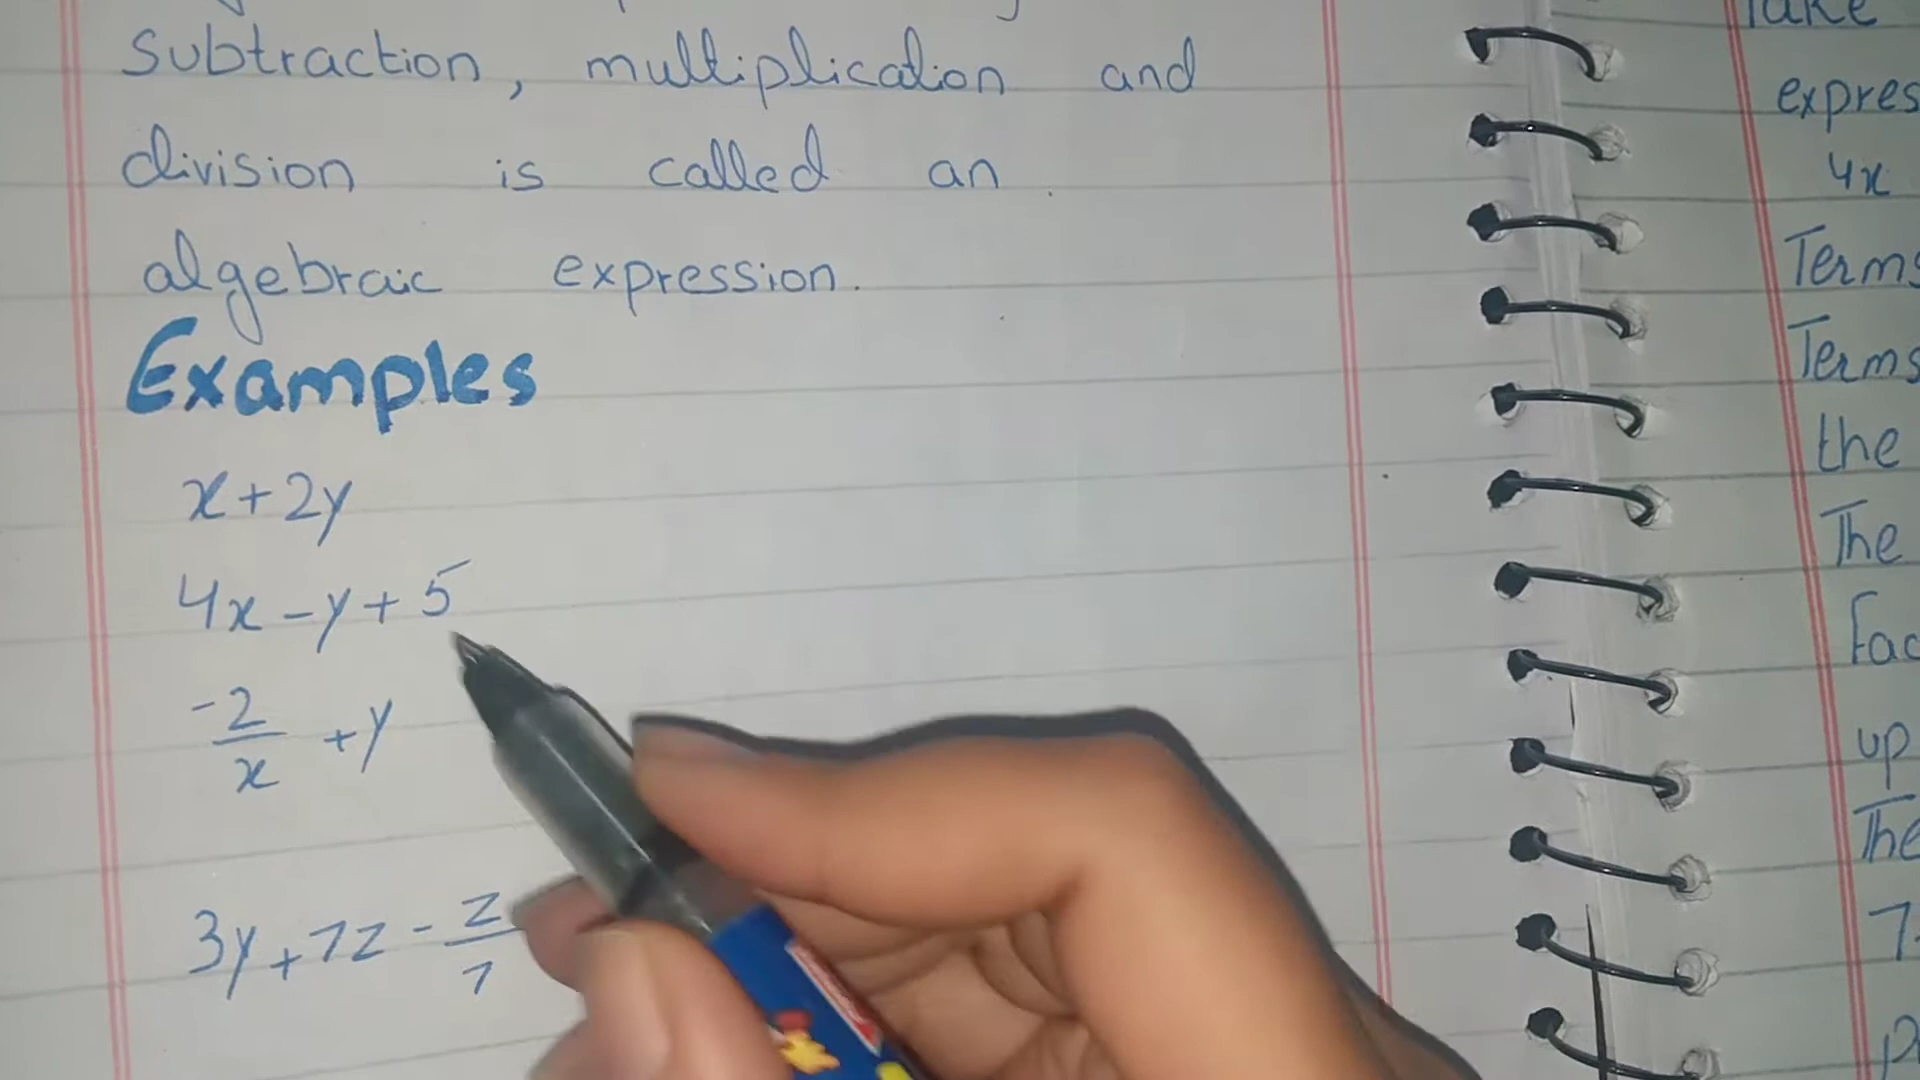 subtraction, multiplication and
division is called an
algebraic expression.
Examples
x+2y
4x-y+5
-2/x +y
3y+7z-z/7
Take
4x
Terms
Terms
the
The
up
The